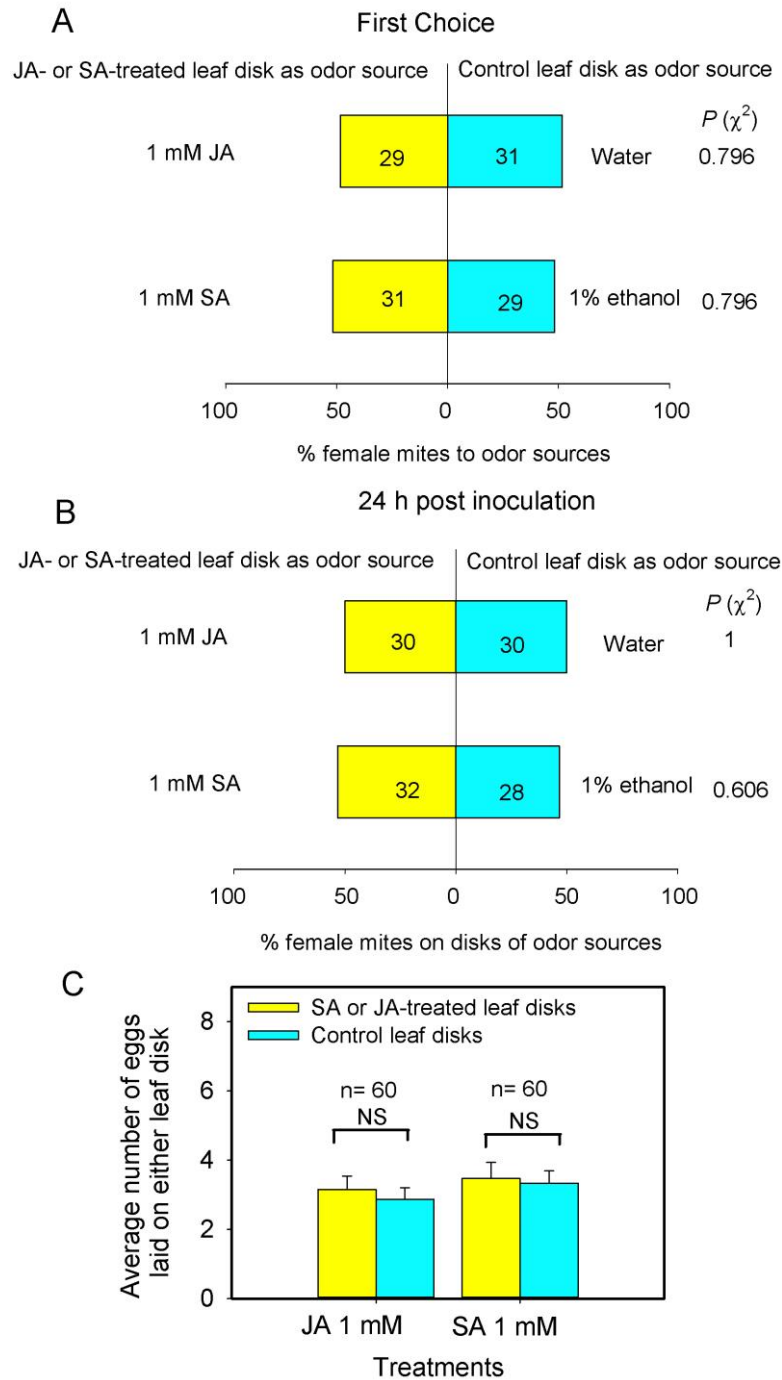 A
First Choice
JA- or SA-treated leaf disk as odor source
Control leaf disk as odor source
P (χ²)
1 mM JA
29
31
Water
0.796
1 mM SA
31
29
1% ethanol
0.796
100 50 0 50 100
% female mites to odor sources
24 h post inoculation
B
JA- or SA-treated leaf disk as odor source
Control leaf disk as odor source
P (χ²)
1 mM JA
30
30
Water
1
1 mM SA
32
28
1% ethanol
0.606
100 50 0 50 100
% female mites on disks of odor sources
C
Average number of eggs
laid on either leaf disk
8
6
4
2
0
SA or JA-treated leaf disks
Control leaf disks
n= 60
NS
n= 60
NS
JA 1 mM
SA 1 mM
Treatments